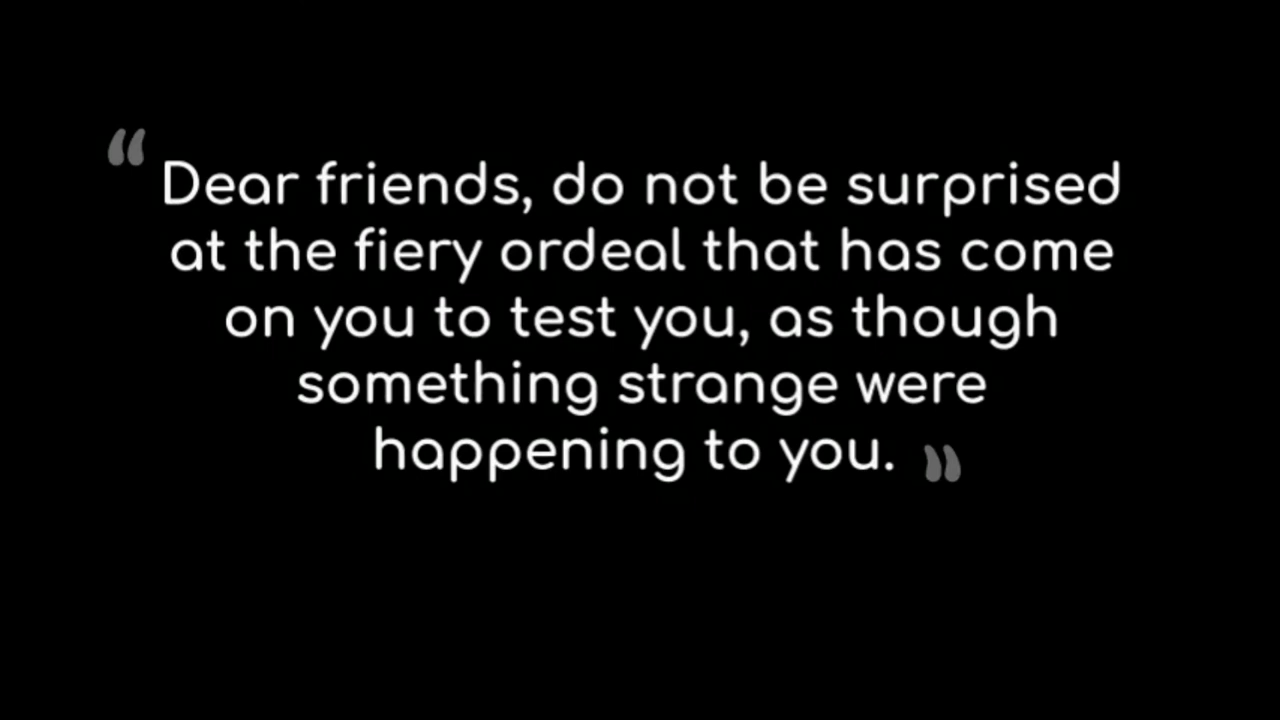 “Dear friends, do not be surprised
at the fiery ordeal that has come
on you to test you, as though
something strange were
happening to you.”